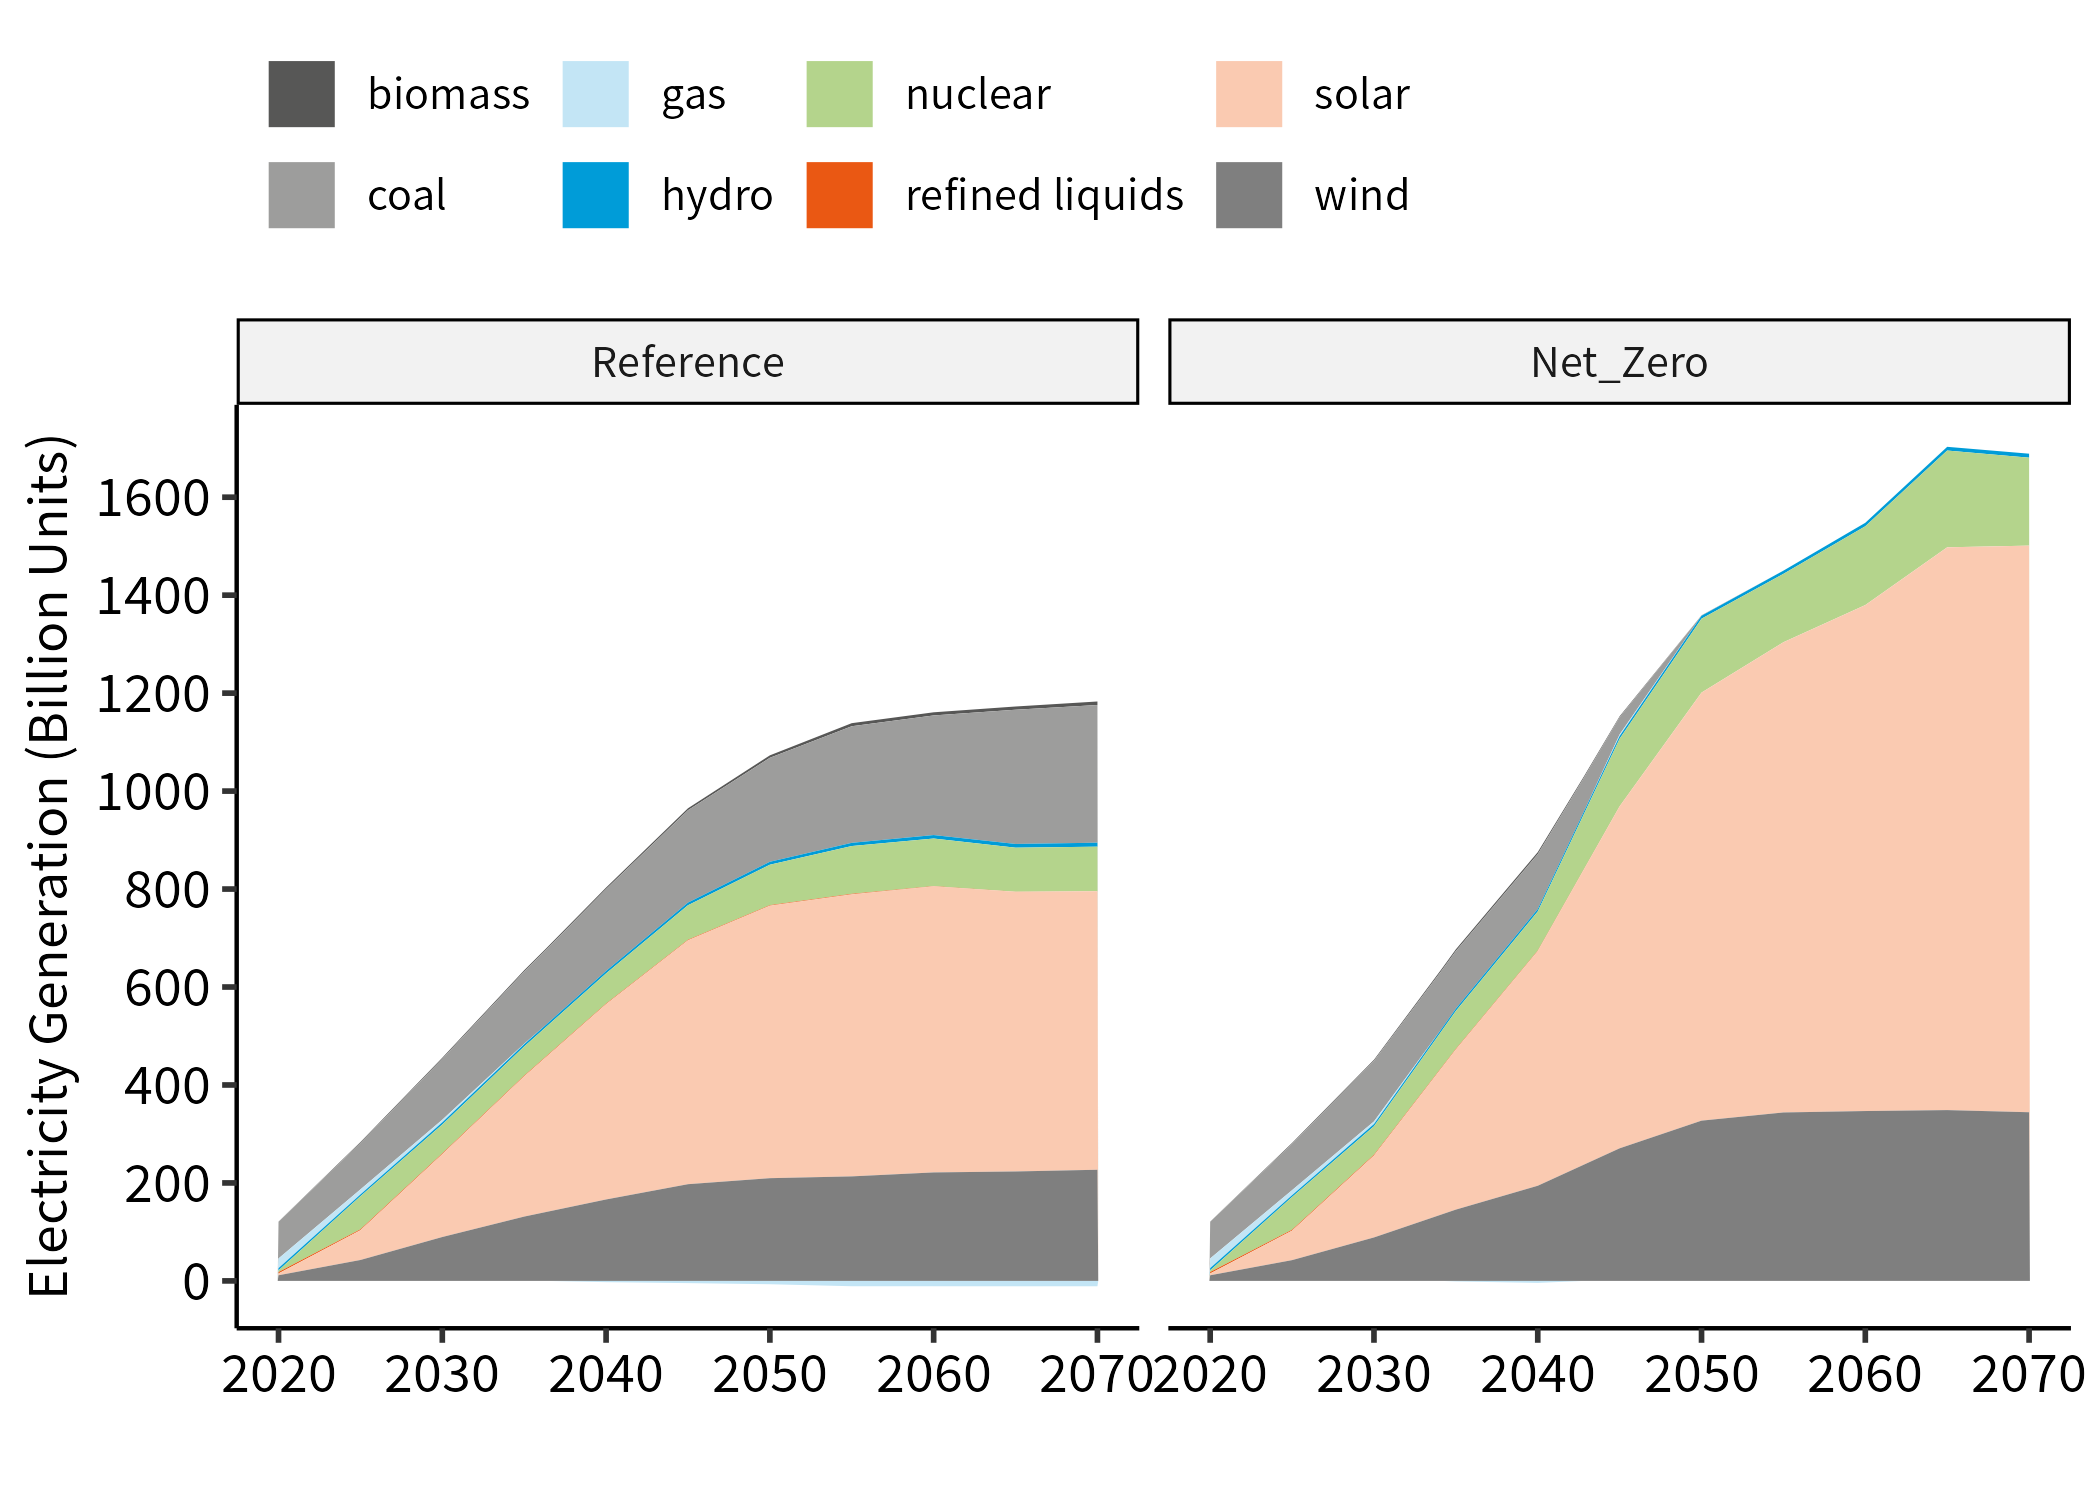 biomass gas nuclear solar
coal hydro refined liquids wind
Reference Net_Zero
Electricity Generation (Billion Units)
1600
1400
1200
1000
800
600
400
200
0
2020 2030 2040 2050 2060 2070 2020 2030 2040 2050 2060 2070